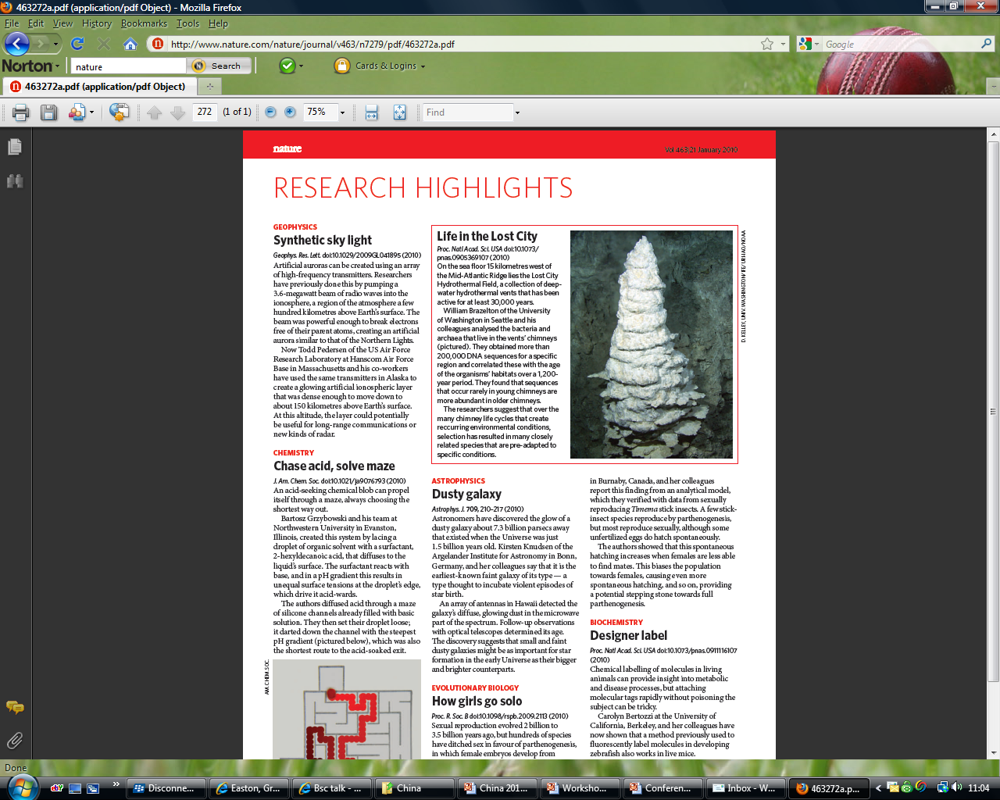 463272a.pdf (application/pdf Object) - Mozilla Firefox
File Edit View History Bookmarks Tools Help
http://www.nature.com/nature/journal/v463/n7279/pdf/463272a.pdf
Google
Norton
nature
Search
Cards & Logins
463272a.pdf (application/pdf Object)
272 (1 of 1) 75% Find
nature
Vol 463|21 January 2010
RESEARCH HIGHLIGHTS
GEOPHYSICS
Synthetic sky light
Geophys. Res. Lett. doi:10.1029/2009GL041895 (2010)
Artificial auroras can be created using an array
of high-frequency transmitters. Researchers
have previously done this by pumping a
3.6-megawatt beam of radio waves into the
ionosphere, a region of the atmosphere a few
hundred kilometres above Earth's surface. The
beam was powerful enough to break electrons
free of their parent atoms, creating an artificial
aurora similar to that of the Northern Lights.
Now Todd Pedersen of the US Air Force
Research Laboratory at Hanscom Air Force
Base in Massachusetts and his co-workers
have used the same transmitters in Alaska to
create a glowing artificial ionospheric layer
that was dense enough to move down to
about 150 kilometres above Earth's surface.
At this altitude, the layer could potentially
be useful for long-range communications or
new kinds of radar.
CHEMISTRY
Chase acid, solve maze
J. Am. Chem. Soc. doi:10.1021/ja9076793 (2010)
An acid-seeking chemical blob can propel
itself through a maze, always choosing the
shortest way out.
Bartosz Grzybowski and his team at
Northwestern University in Evanston,
Illinois, created this system by lacing a
droplet of organic solvent with a surfactant,
2-hexyldecanoic acid, that diffuses to the
liquid's surface. The surfactant reacts with
base, and in a pH gradient this results in
unequal surface tensions at the droplet's edge,
which drive it acid-wards.
The authors diffused acid through a maze
of silicone channels already filled with basic
solution. They then set their droplet loose;
it darted down the channel with the steepest
pH gradient (pictured below), which was also
the shortest route to the acid-soaked exit.
AM. CHEM. SOC.
Life in the Lost City
Proc. Natl Acad. Sci. USA doi:10.1073/
pnas.0905369107 (2010)
On the sea floor 15 kilometres west of
the Mid-Atlantic Ridge lies the Lost City
Hydrothermal Field, a collection of deep-
water hydrothermal vents that has been
active for at least 30,000 years.
William Brazelton of the University
of Washington in Seattle and his
colleagues analysed the bacteria and
archaea that live in the vents' chimneys
(pictured). They obtained more than
200,000 DNA sequences for a specific
region and correlated these with the age
of the organisms' habitats over a 1,200-
year period. They found that sequences
that occur rarely in young chimneys are
more abundant in older chimneys.
The researchers suggest that over the
many chimney life cycles that create
reccurring environmental conditions,
selection has resulted in many closely
related species that are pre-adapted to
specific conditions.
D. KELLEY, UNIV. WASHINGTON/IFE/URI-IAO/NOAA
ASTROPHYSICS
Dusty galaxy
Astrophys. J. 709, 210–217 (2010)
Astronomers have discovered the glow of a
dusty galaxy about 7.3 billion parsecs away
that existed when the Universe was just
1.5 billion years old. Kirsten Knudsen of the
Argelander Institute for Astronomy in Bonn,
Germany, and her colleagues say that it is the
earliest-known faint galaxy of its type — a
type thought to incubate violent episodes of
star birth.
An array of antennas in Hawaii detected the
galaxy's diffuse, glowing dust in the microwave
part of the spectrum. Follow-up observations
with optical telescopes determined its age.
The discovery suggests that small and faint
dusty galaxies might be as important for star
formation in the early Universe as their bigger
and brighter counterparts.
EVOLUTIONARY BIOLOGY
How girls go solo
Proc. R. Soc. B doi:10.1098/rspb.2009.2113 (2010)
Sexual reproduction evolved 2 billion to
3.5 billion years ago, but hundreds of species
have ditched sex in favour of parthenogenesis,
in which female embryos develop from
in Burnaby, Canada, and her colleagues
report this finding from an analytical model,
which they verified with data from sexually
reproducing Timema stick insects. A few stick-
insect species reproduce by parthenogenesis,
but most reproduce sexually, although some
unfertilized eggs do hatch spontaneously.
The authors showed that this spontaneous
hatching increases when females are less able
to find mates. This biases the population
towards females, causing even more
spontaneous hatching, and so on, providing
a potential stepping stone towards full
parthenogenesis.
BIOCHEMISTRY
Designer label
Proc. Natl Acad. Sci. USA doi:10.1073/pnas.0911116107
(2010)
Chemical labelling of molecules in living
animals can provide insight into metabolic
and disease processes, but attaching
molecular tags rapidly without poisoning the
subject can be tricky.
Carolyn Bertozzi at the University of
California, Berkeley, and her colleagues have
now shown that a method previously used to
fluorescently label molecules in developing
zebrafish also works in live mice.
Done
Disconne... Easton, Gr... Bsc talk - ... China China 201... Worksho... Conferen... Inbox - W... 463272a.p... 11:04